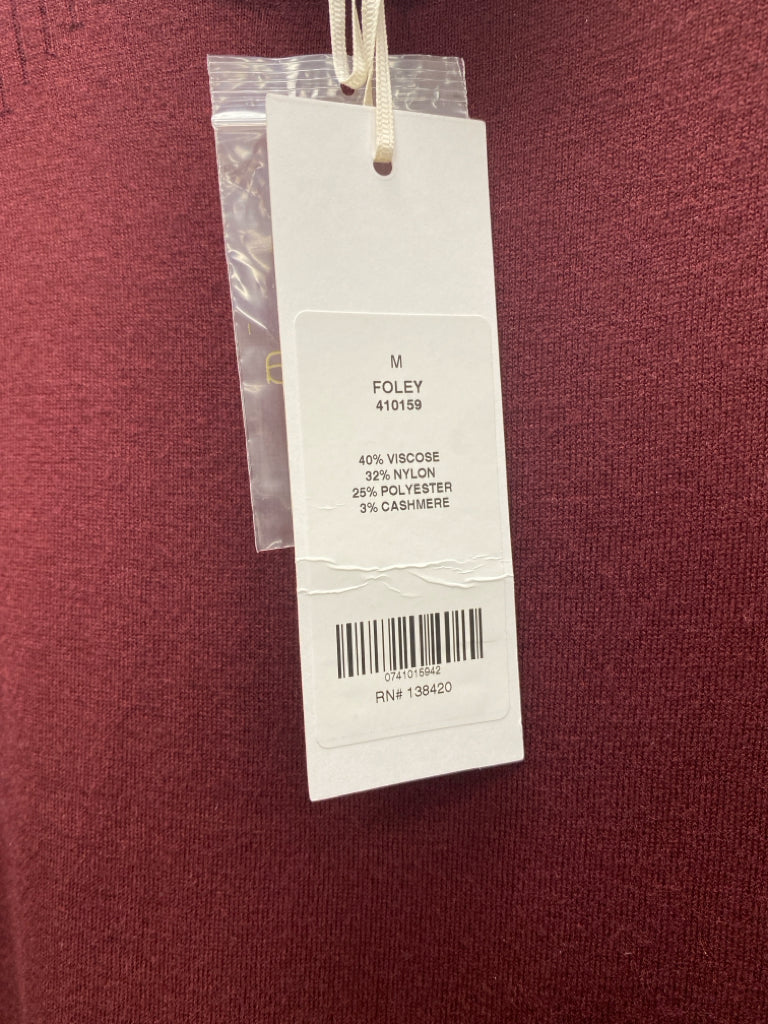 M
FOLEY
410159
40% VISCOSE
32% NYLON
25% POLYESTER
3% CASHMERE
0741015942
RN# 138420